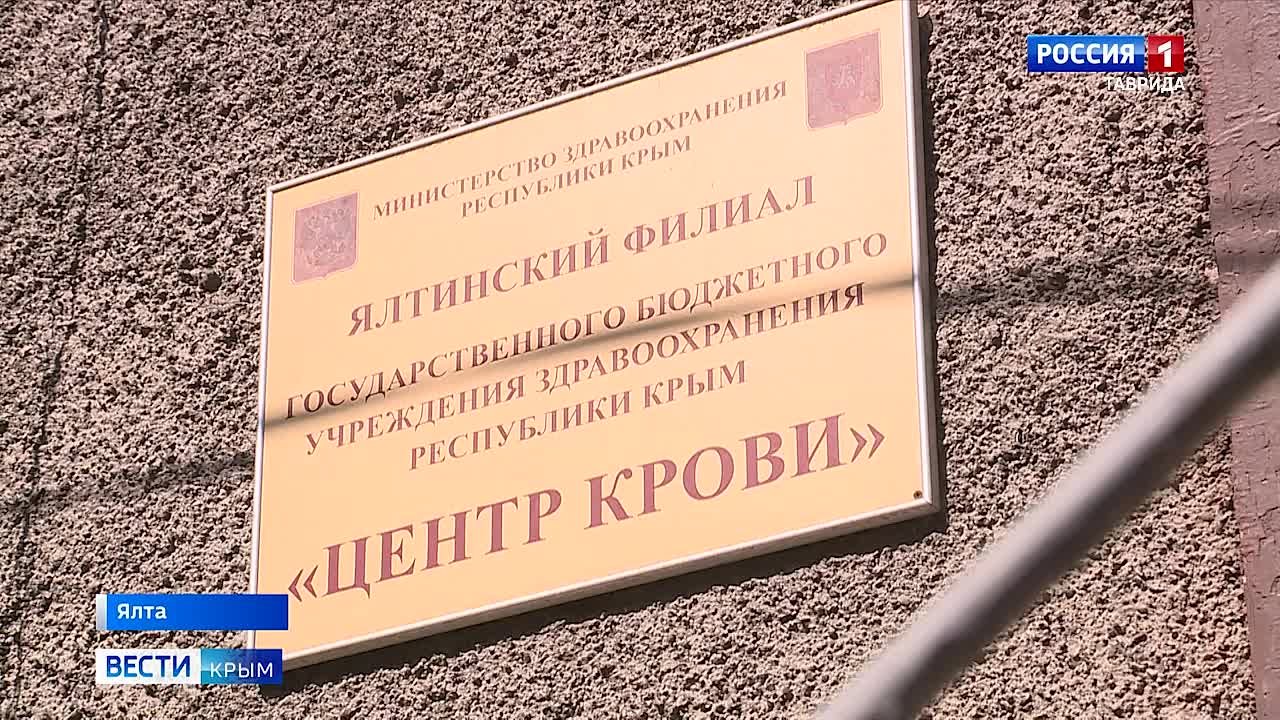 РОССИЯ 1
ТАВРИДА
МИНИСТЕРСТВО ЗДРАВООХРАНЕНИЯ
РЕСПУБЛИКИ КРЫМ
ЯЛТИНСКИЙ ФИЛИАЛ
ГОСУДАРСТВЕННОГО БЮДЖЕТНОГО
УЧРЕЖДЕНИЯ ЗДРАВООХРАНЕНИЯ
РЕСПУБЛИКИ КРЫМ
«ЦЕНТР КРОВИ»
Ялта
ВЕСТИ КРЫМ